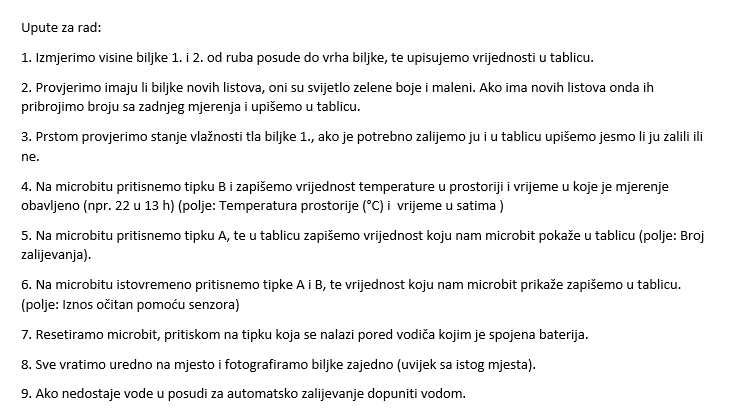 Upute za rad:
1. Izmjerimo visine biljke 1. i 2. od ruba posude do vrha biljke, te upisujemo vrijednosti u tablicu.
2. Provjerimo imaju li biljke novih listova, oni su svijetlo zelene boje i maleni. Ako ima novih listova onda ih
pribrojimo broju sa zadnjeg mjerenja i upišemo u tablicu.
3. Prstom provjerimo stanje vlažnosti tla biljke 1., ako je potrebno zalijemo ju i u tablicu upišemo jesmo li ju zalili ili
ne.
4. Na microbitu pritisnemo tipku B i zapišemo vrijednost temperature u prostoriji i vrijeme u koje je mjerenje
obavljeno (npr. 22 u 13 h) (polje: Temperatura prostorije (°C) i  vrijeme u satima )
5. Na microbitu pritisnemo tipku A, te u tablicu zapišemo vrijednost koju nam microbit pokaže u tablicu (polje: Broj
zalijevanja).
6. Na microbitu istovremeno pritisnemo tipke A i B, te vrijednost koju nam microbit prikaže zapišemo u tablicu.
(polje: Iznos očitan pomoću senzora)
7. Resetiramo microbit, pritiskom na tipku koja se nalazi pored vodiča kojim je spojena baterija.
8. Sve vratimo uredno na mjesto i fotografiramo biljke zajedno (uvijek sa istog mjesta).
9. Ako nedostaje vode u posudi za automatsko zalijevanje dopuniti vodom.